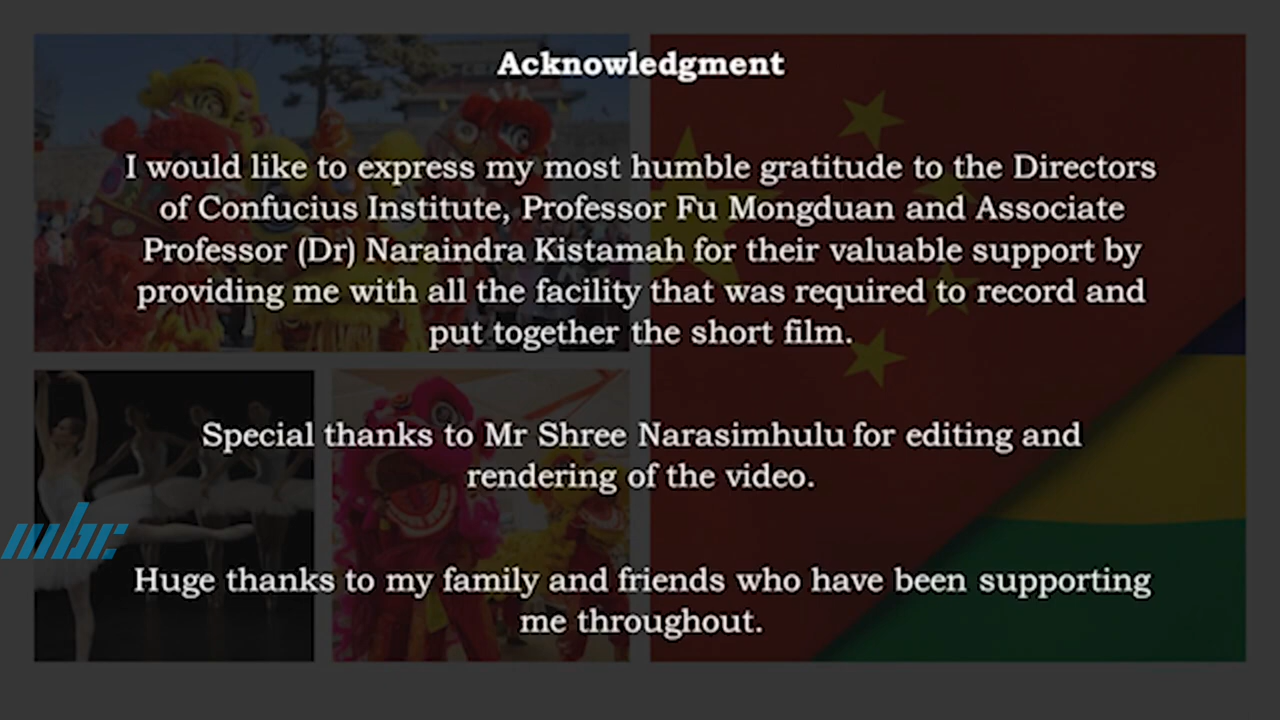 Acknowledgment
I would like to express my most humble gratitude to the Directors
of Confucius Institute, Professor Fu Mongduan and Associate
Professor (Dr) Naraindra Kistamah for their valuable support by
providing me with all the facility that was required to record and
put together the short film.
Special thanks to Mr Shree Narasimhulu for editing and
rendering of the video.
mbc
Huge thanks to my family and friends who have been supporting
me throughout.